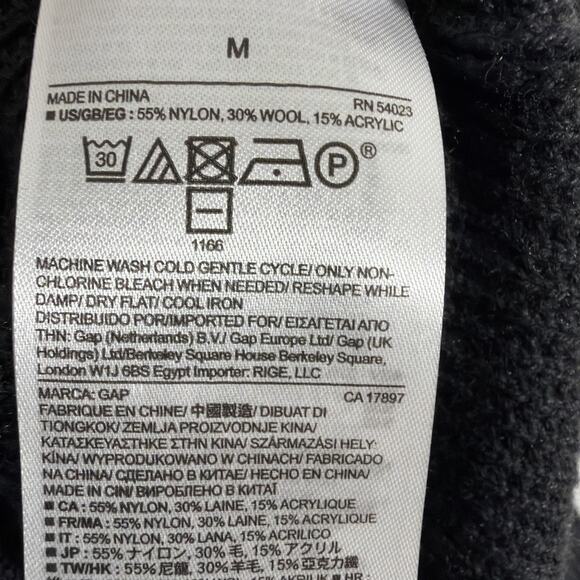 M
MADE IN CHINA RN 54023
■ US/GB/EG : 55% NYLON, 30% WOOL, 15% ACRYLIC
30 P®
1166
MACHINE WASH COLD GENTLE CYCLE/ ONLY NON-
CHLORINE BLEACH WHEN NEEDED/ RESHAPE WHILE
DAMP/ DRY FLAT/ COOL IRON
DISTRIBUIDO POR/IMPORTED FOR/ ΕΙΣΑΓΕΤΑΙ ΑΠΟ
ΤΗΝ: Gap (Netherlands) B.V./ Gap Europe Ltd/ Gap (UK
Holdings) Ltd/Berkeley Square House Berkeley Square,
London W1J 6BS Egypt Importer: RIGE, LLC
MARCA: GAP CA 17897
FABRIQUE EN CHINE/ 中國製造/ DIBUAT DI
TIONGKOK/ ZEMLJA PROIZVODNJE KINA/
ΚΑΤΑΣΚΕΥΑΣΤΗΚΕ ΣΤΗΝ ΚΙΝΑ/ SZÁRMAZÁSI HELY:
KÍNA/ WYPRODUKOWANO W CHINACH/ FABRICADO
NA CHINA/ СДЕЛАНО В КИТАЕ/ HECHO EN CHINA/
MADE IN CIN/ ВИРОБЛЕНО В КИТАЇ
■ CA : 55% NYLON, 30% LAINE, 15% ACRYLIQUE
■ FR/MA : 55% NYLON, 30% LAINE, 15% ACRYLIQUE
■ IT : 55% NYLON, 30% LANA, 15% ACRILICO
■ JP : 55% ナイロン, 30% 羊毛, 15% アクリル
■ TW/HK : 55% 尼龍, 30% 羊毛, 15% 亞克力纖